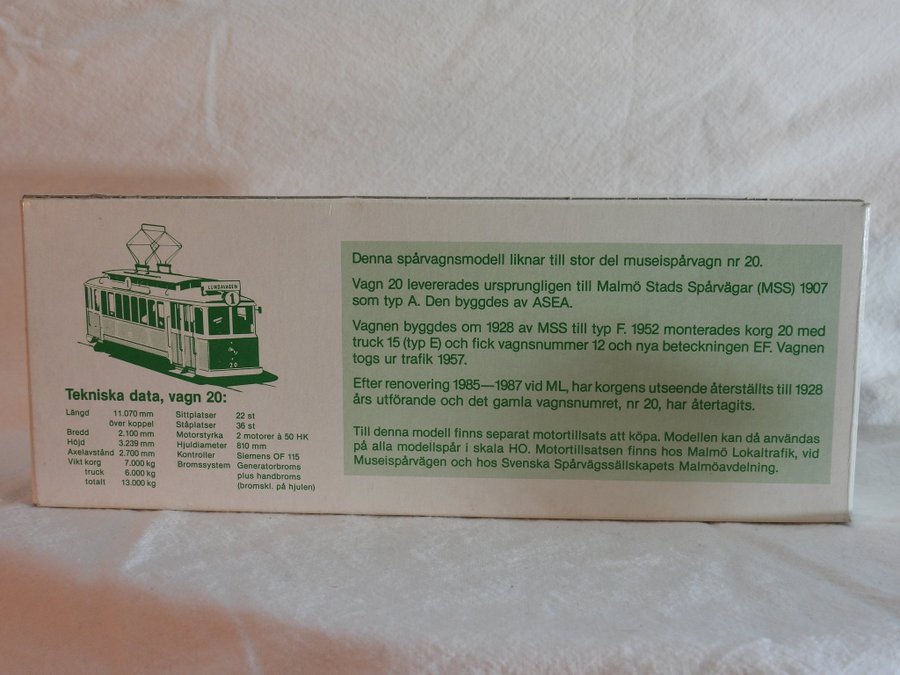 LUNDAVÄGEN
1
1
20
Tekniska data, vagn 20:
Längd 11.070 mm
över koppel
Bredd 2.100 mm
Höjd 3.239 mm
Axelavstånd 2.700 mm
Vikt korg 7.000 kg
truck 6.000 kg
totalt 13.000 kg
Sittplatser 22 st
Ståplatser 36 st
Motorstyrka 2 motorer à 50 HK
Hjuldiameter 810 mm
Kontroller Siemens OF 115
Bromssystem Generatorbroms
plus handbroms
(bromskl. på hjulen)
Denna spårvagnsmodell liknar till stor del museispårvagn nr 20.
Vagn 20 levererades ursprungligen till Malmö Stads Spårvägar (MSS) 1907
som typ A. Den byggdes av ASEA.
Vagnen byggdes om 1928 av MSS till typ F. 1952 monterades korg 20 med
truck 15 (typ E) och fick vagnsnummer 12 och nya beteckningen EF. Vagnen
togs ur trafik 1957.
Efter renovering 1985—1987 vid ML, har korgens utseende återställts till 1928
års utförande och det gamla vagnsnumret, nr 20, har återtagits.
Till denna modell finns separat motortillsats att köpa. Modellen kan då användas
på alla modellspår i skala HO. Motortillsatsen finns hos Malmö Lokaltrafik, vid
Museispårvägen och hos Svenska Spårvägssällskapets Malmöavdelning.